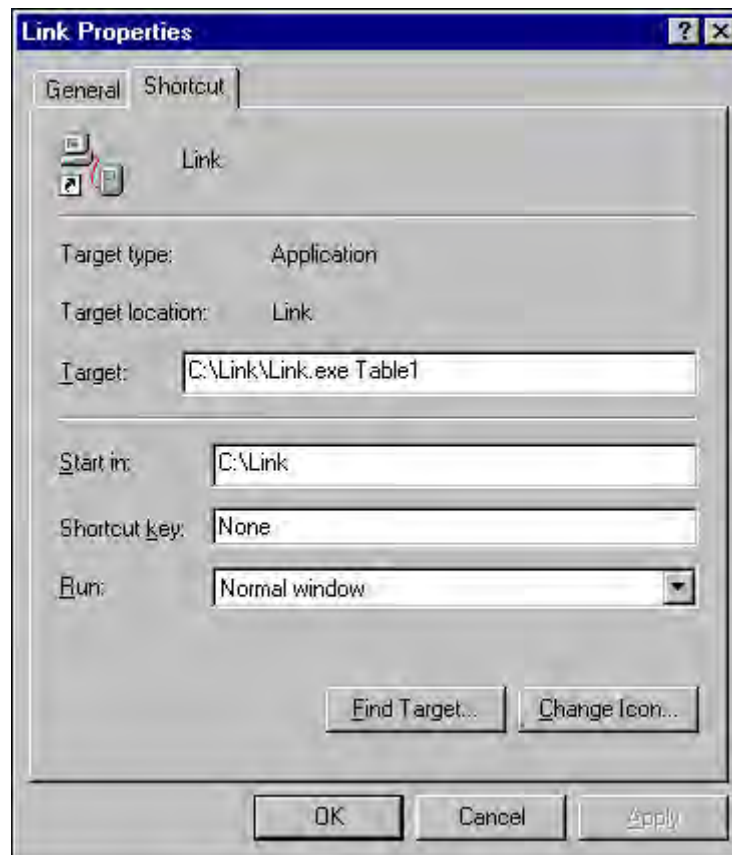 Link Properties
General Shortcut
Link
Target type: Application
Target location: Link
Target: C:\Link\Link.exe Table1
Start in: C:\Link
Shortcut key: None
Run: Normal window
Find Target... Change Icon...
OK Cancel Apply